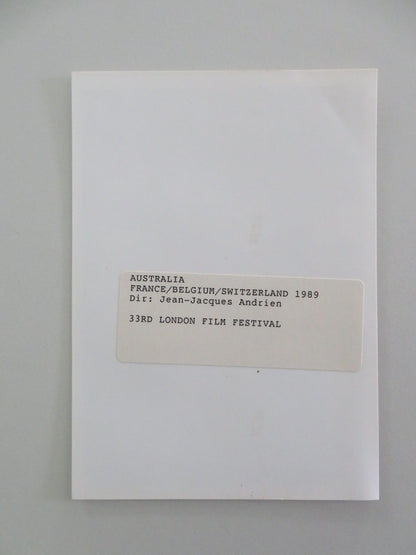 AUSTRALIA
FRANCE/BELGIUM/SWITZERLAND 1989
Dir: Jean-Jacques Andrien
33RD LONDON FILM FESTIVAL